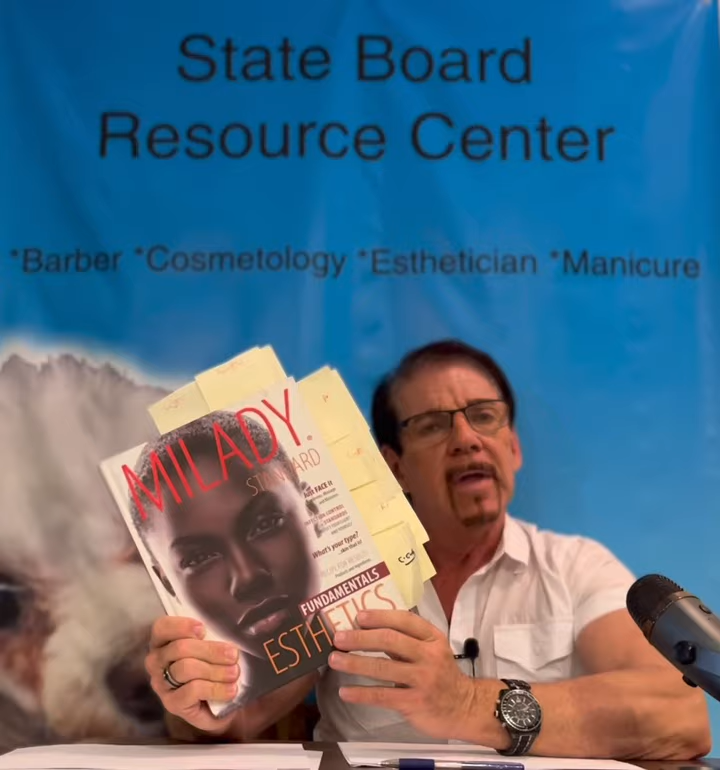 State Board
Resource Center
*Barber *Cosmetology *Esthetician *Manicure
MILADY.
STANDARD
What's your type?
FUNDAMENTALS
ESTHETICS